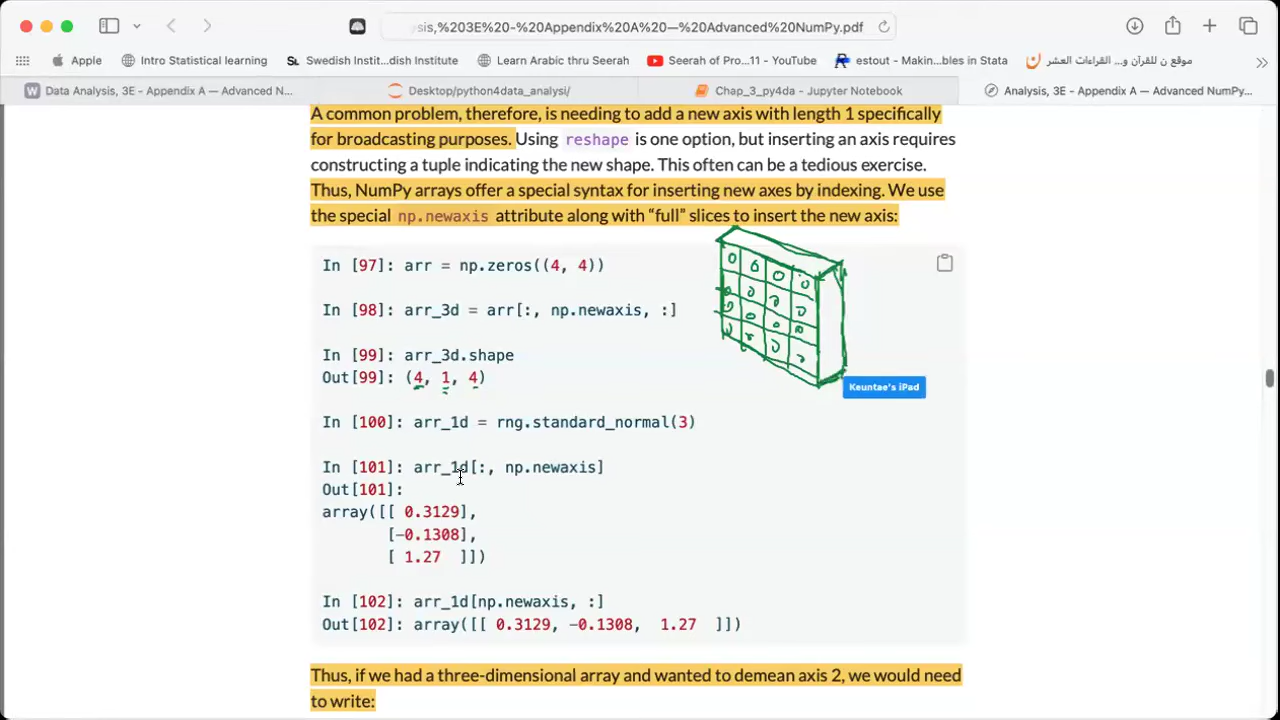 sis,%203E%20-%20Appendix%20A%20—%20Advanced%20NumPy.pdf
Apple Intro Statistical learning Swedish Instit...dish Institute Learn Arabic thru Seerah Seerah of Pro...11 - YouTube estout - Makin...bles in Stata موقع ن للقرآن و... القراءات العشر
Data Analysis, 3E - Appendix A — Advanced N... Desktop/python4data_analysi/ Chap_3_py4da - Jupyter Notebook Analysis, 3E - Appendix A — Advanced NumPy...
A common problem, therefore, is needing to add a new axis with length 1 specifically
for broadcasting purposes. Using reshape is one option, but inserting an axis requires
constructing a tuple indicating the new shape. This often can be a tedious exercise.
Thus, NumPy arrays offer a special syntax for inserting new axes by indexing. We use
the special np.newaxis attribute along with “full” slices to insert the new axis:
In [97]: arr = np.zeros((4, 4))
In [98]: arr_3d = arr[:, np.newaxis, :]
In [99]: arr_3d.shape
Out[99]: (4, 1, 4)
Keuntae's iPad
In [100]: arr_1d = rng.standard_normal(3)
In [101]: arr_1d[:, np.newaxis]
Out[101]:
array([[ 0.3129],
[-0.1308],
[ 1.27  ]])
In [102]: arr_1d[np.newaxis, :]
Out[102]: array([[ 0.3129, -0.1308,  1.27  ]])
Thus, if we had a three-dimensional array and wanted to demean axis 2, we would need
to write: